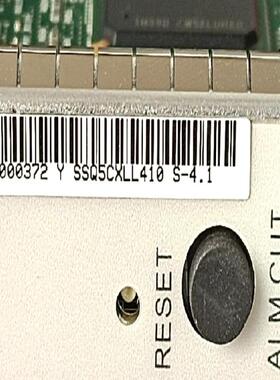 000372 Y SSQ5CXLL410 S-4.1
RESET
ALM CUT